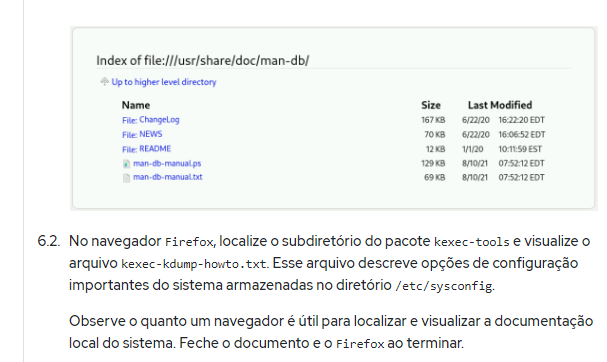 Index of file:///usr/share/doc/man-db/
Up to higher level directory
Name Size Last Modified
File: ChangeLog 167 KB 6/22/20 16:22:20 EDT
File: NEWS 70 KB 6/22/20 16:06:52 EDT
File: README 12 KB 1/1/20 10:11:59 EST
man-db-manual.ps 129 KB 8/10/21 07:52:12 EDT
man-db-manual.txt 69 KB 8/10/21 07:52:12 EDT
6.2. No navegador Firefox, localize o subdiretório do pacote kexec-tools e visualize o
arquivo kexec-kdump-howto.txt. Esse arquivo descreve opções de configuração
importantes do sistema armazenadas no diretório /etc/sysconfig.
Observe o quanto um navegador é útil para localizar e visualizar a documentação
local do sistema. Feche o documento e o Firefox ao terminar.